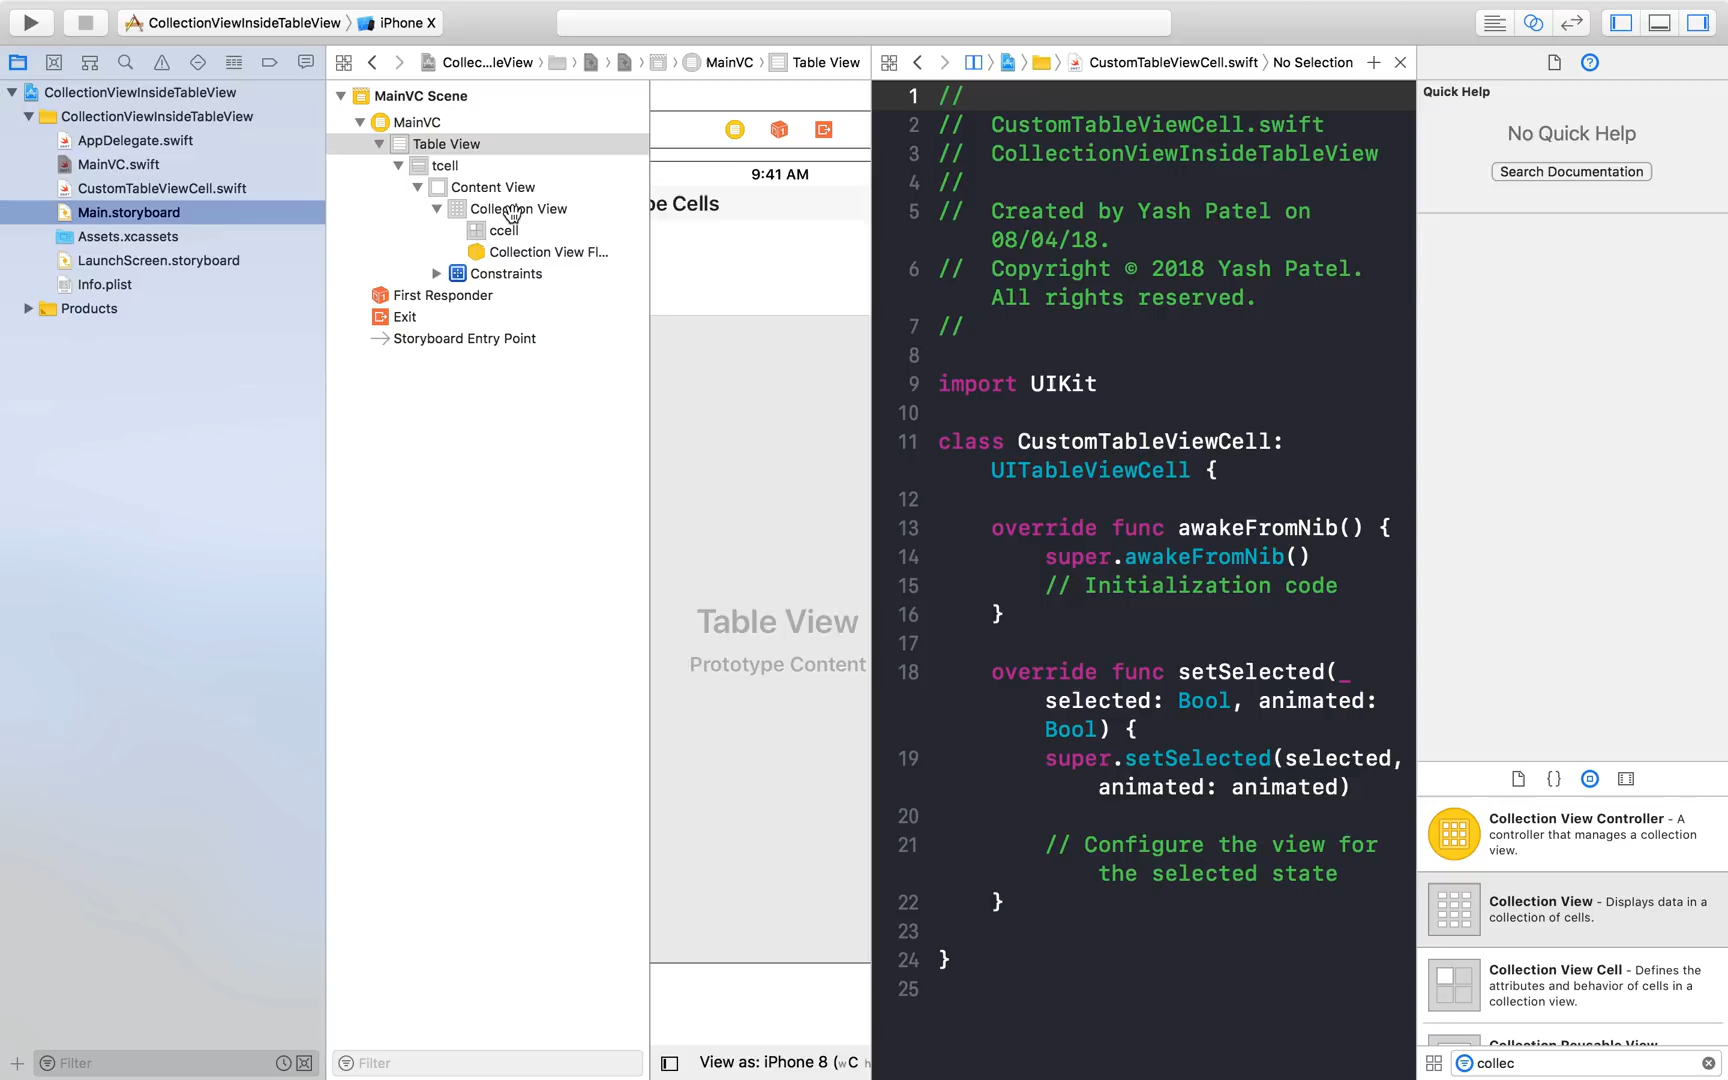 CollectionViewInsideTableView iPhone X
Collec...leView MainVC Table View
CustomTableViewCell.swift No Selection
CollectionViewInsideTableView
CollectionViewInsideTableView
AppDelegate.swift
MainVC.swift
CustomTableViewCell.swift
Main.storyboard
Assets.xcassets
LaunchScreen.storyboard
Info.plist
Products
Filter
MainVC Scene
MainVC
Table View
tcell
Content View
Collection View
ccell
Collection View Fl...
Constraints
First Responder
Exit
Storyboard Entry Point
Filter
9:41 AM
pe Cells
Table View
Prototype Content
View as: iPhone 8 (wC h
1 //
2 // CustomTableViewCell.swift
3 // CollectionViewInsideTableView
4 //
5 // Created by Yash Patel on
08/04/18.
6 // Copyright © 2018 Yash Patel.
All rights reserved.
7 //
8
9 import UIKit
10
11 class CustomTableViewCell:
UITableViewCell {
12
13 override func awakeFromNib() {
14 super.awakeFromNib()
15 // Initialization code
16 }
17
18 override func setSelected(_
selected: Bool, animated:
Bool) {
19 super.setSelected(selected,
animated: animated)
20
21 // Configure the view for
the selected state
22 }
23
24 }
25
Quick Help
No Quick Help
Search Documentation
Collection View Controller - A
controller that manages a collection
view.
Collection View - Displays data in a
collection of cells.
Collection View Cell - Defines the
attributes and behavior of cells in a
collection view.
Collection Reusable View
collec